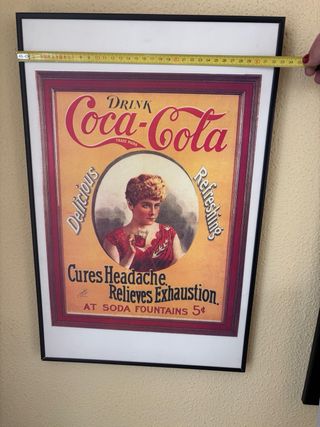 DRINK
Coca-Cola
TRADE MARK
Delicious
Refreshing
Cures Headache,
Relieves Exhaustion.
AT SODA FOUNTAINS 5¢